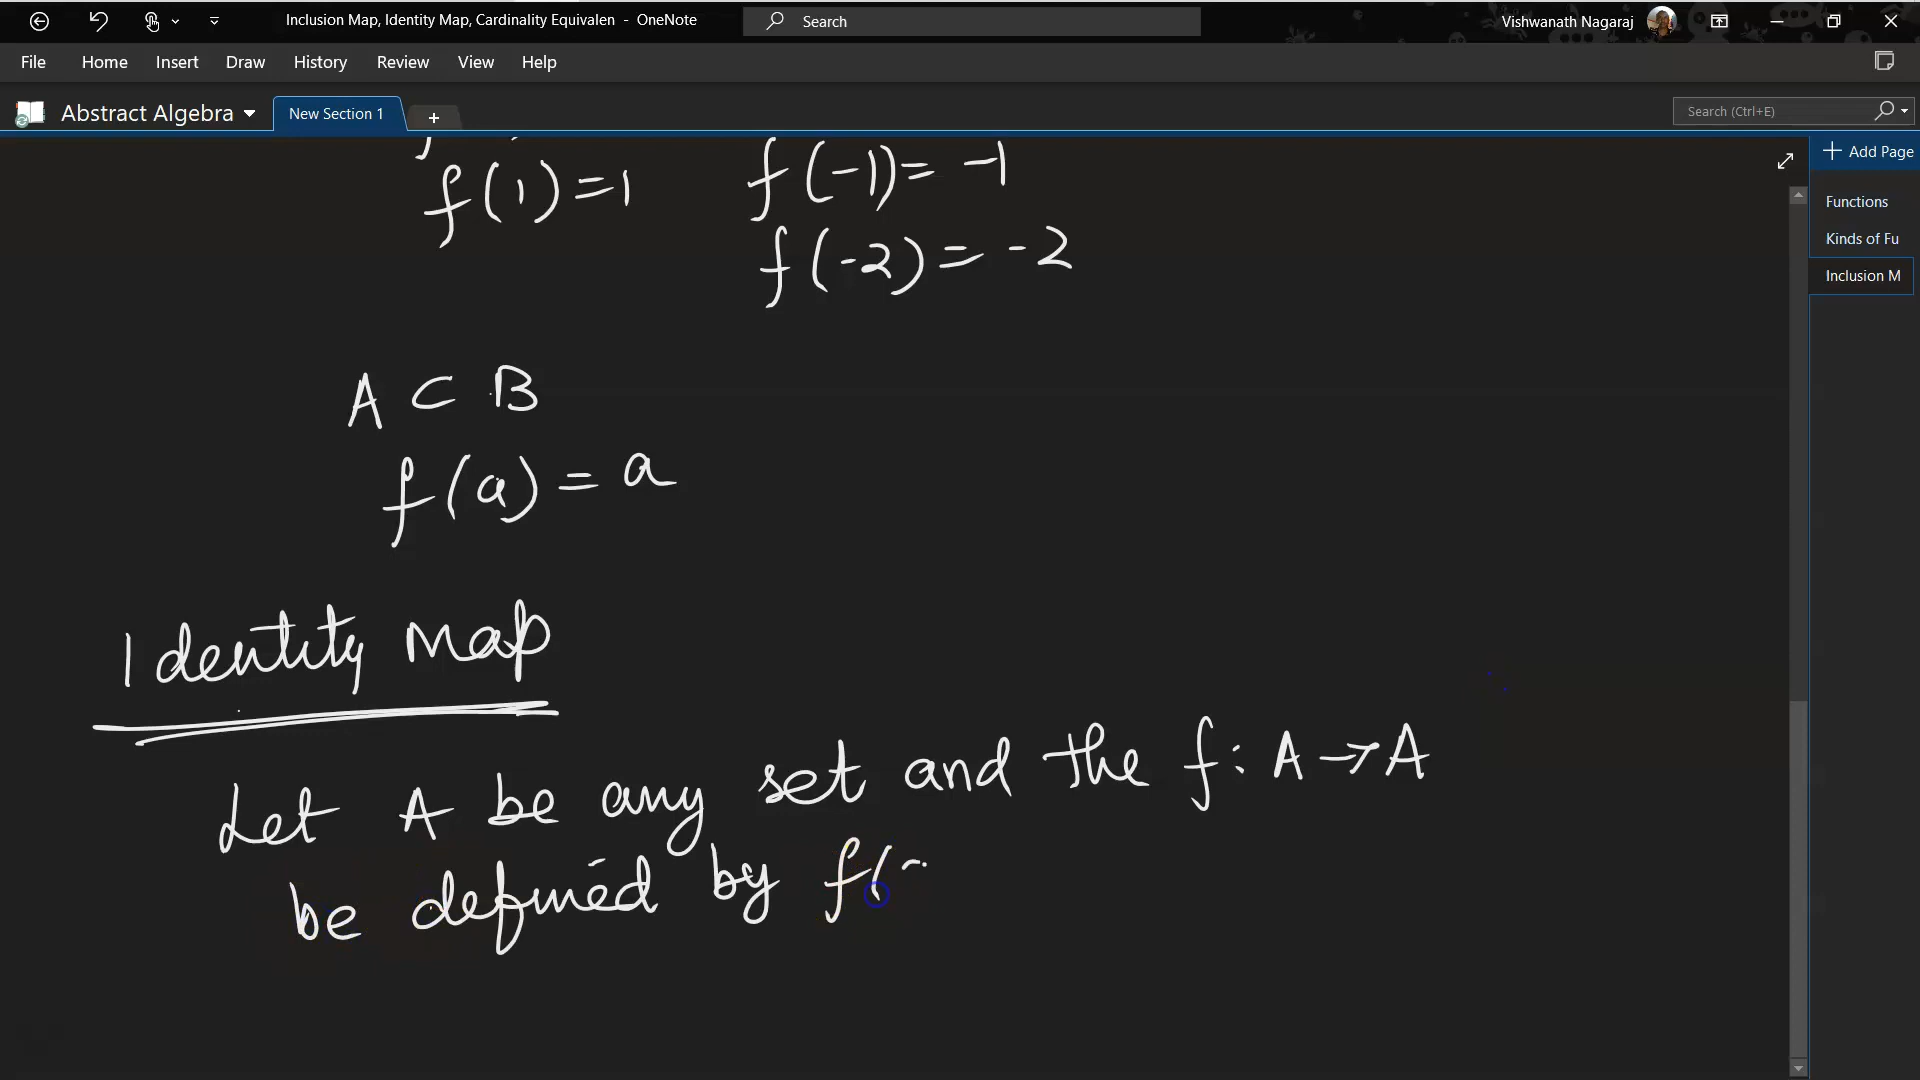 Inclusion Map, Identity Map, Cardinality Equivalen - OneNote
Search
Vishwanath Nagaraj
File Home Insert Draw History Review View Help
Abstract Algebra
New Section 1
Search (Ctrl+E)
Add Page
Functions
Kinds of Fu
Inclusion M
f(1)=1 f(-1)= -1
f(-2)= -2
A ⊂ B
f(a) = a
Identity Map
Let A be any set and the f: A→A
be defined by f(